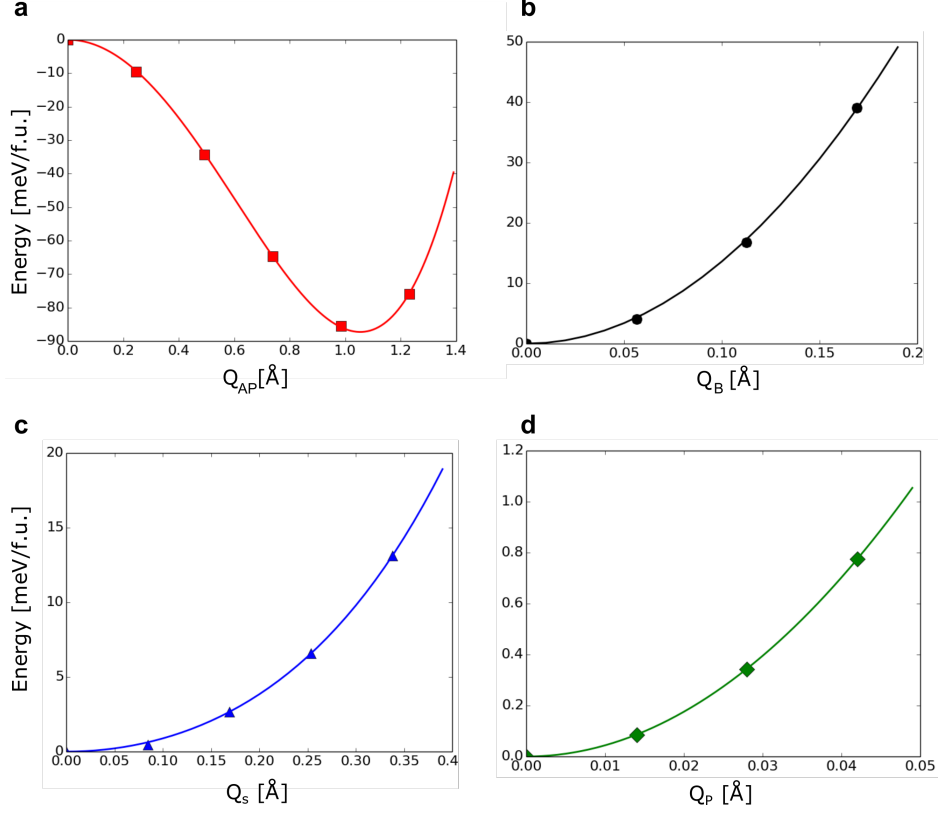 a
0
−10
−20
−30
−40
−50
−60
−70
−80
−90
0.0 0.2 0.4 0.6 0.8 1.0 1.2 1.4
Energy [meV/f.u.]
Q_AP[Å]
b
50
40
30
20
10
0
0.00 0.05 0.10 0.15 0.2
Q_B [Å]
c
20
15
10
5
0
0.00 0.05 0.10 0.15 0.20 0.25 0.30 0.35 0.4
Energy [meV/f.u.]
Q_s [Å]
d
1.2
1.0
0.8
0.6
0.4
0.2
0.0
0.00 0.01 0.02 0.03 0.04 0.05
Q_P [Å]